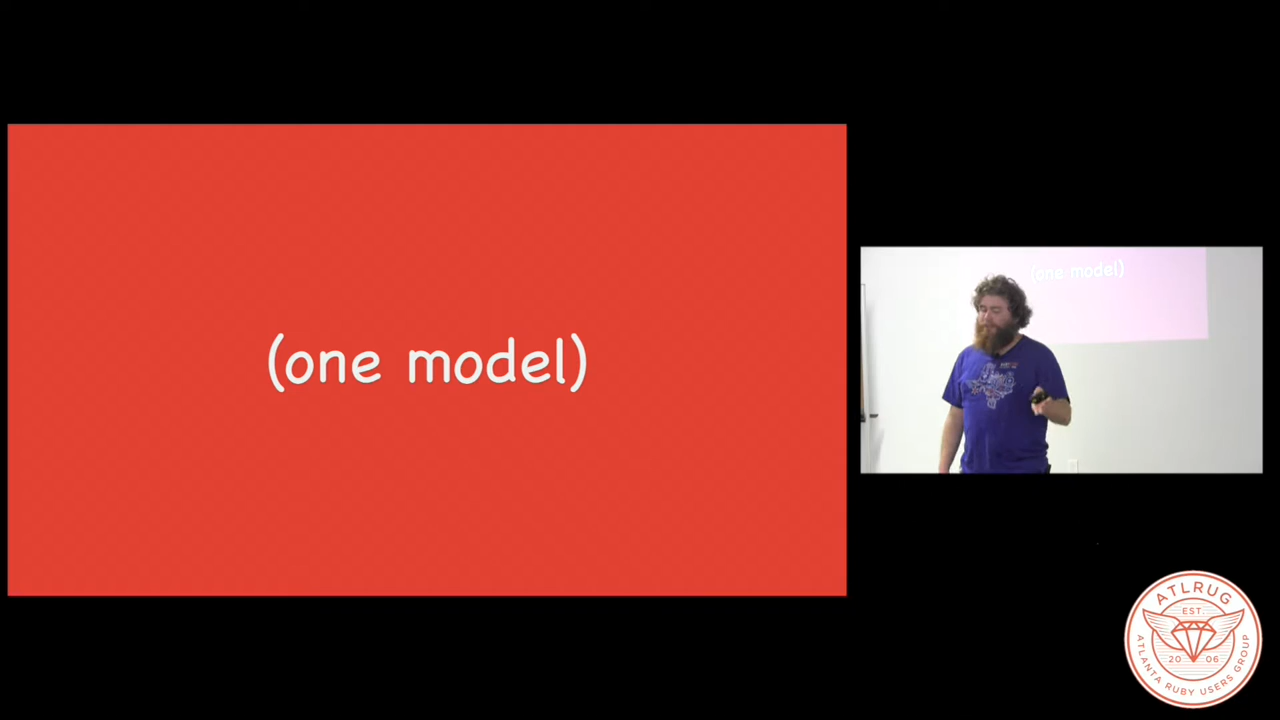 (one model)
(one model)
ATLRUG
EST.
20 06
ATLANTA RUBY USERS GROUP